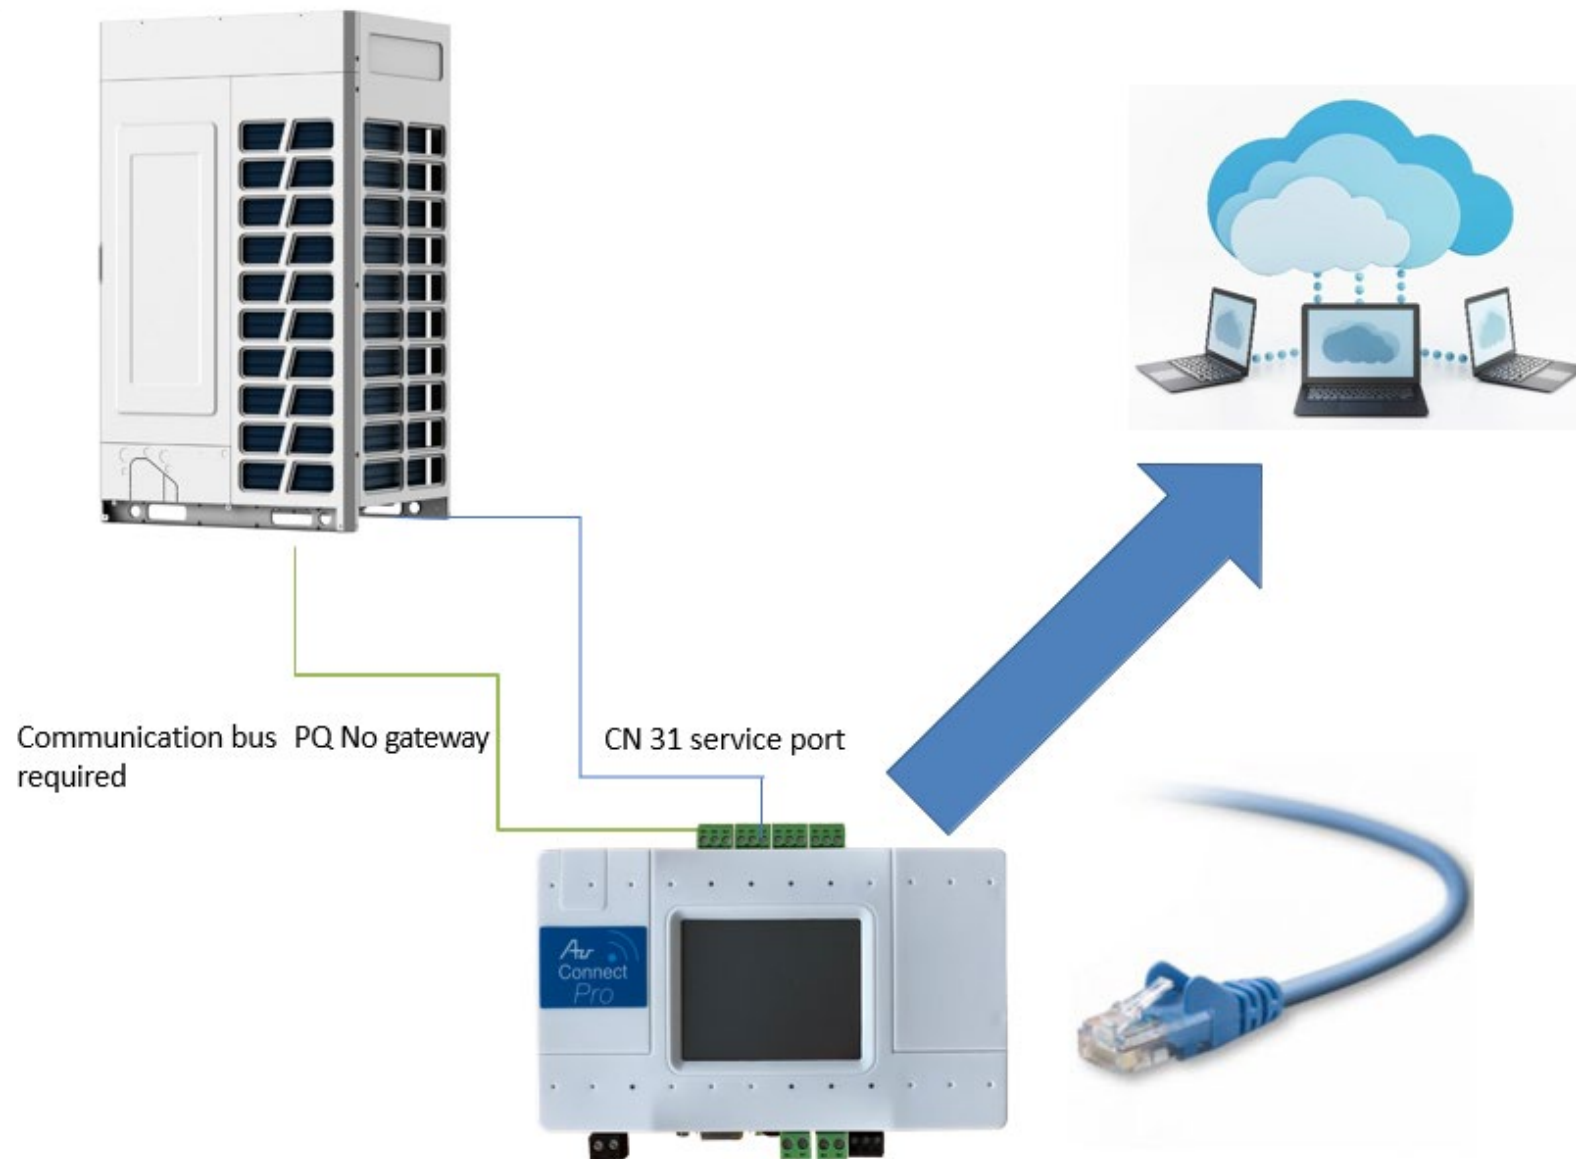 Communication bus PQ No gateway
required
CN 31 service port
Air
Connect
Pro